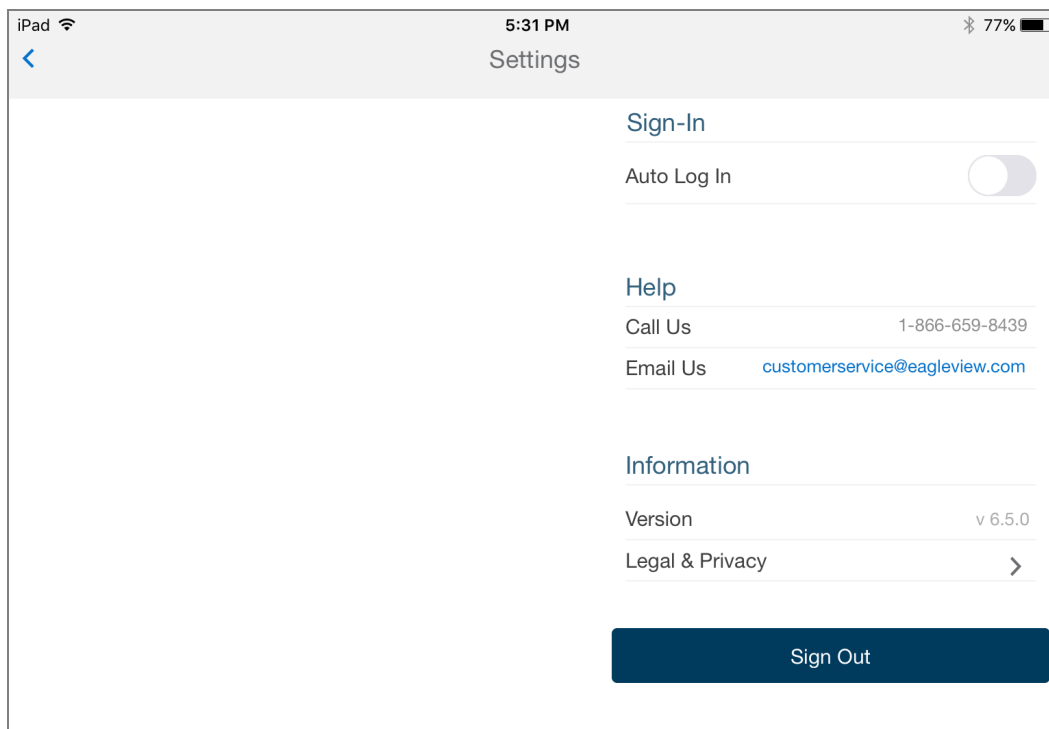 iPad 5:31 PM 77%
Settings
Sign-In
Auto Log In
Help
Call Us 1-866-659-8439
Email Us customerservice@eagleview.com
Information
Version v 6.5.0
Legal & Privacy
Sign Out